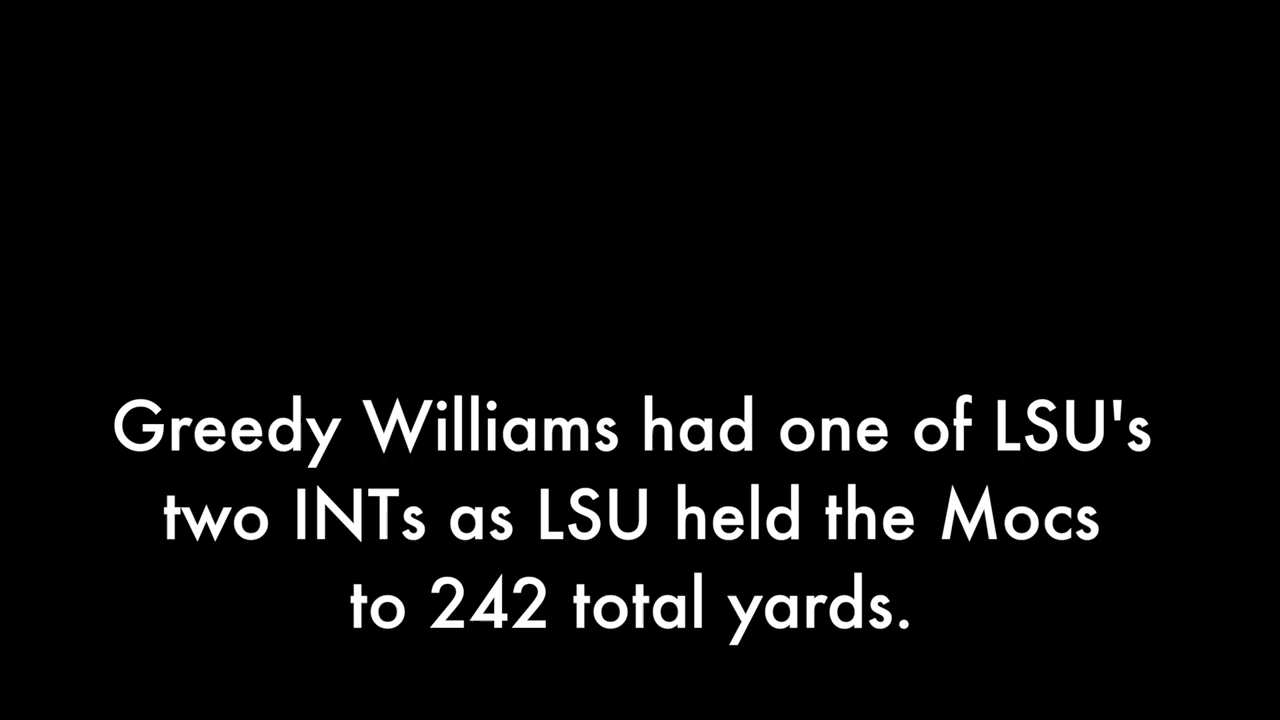 Greedy Williams had one of LSU's
two INTs as LSU held the Mocs
to 242 total yards.